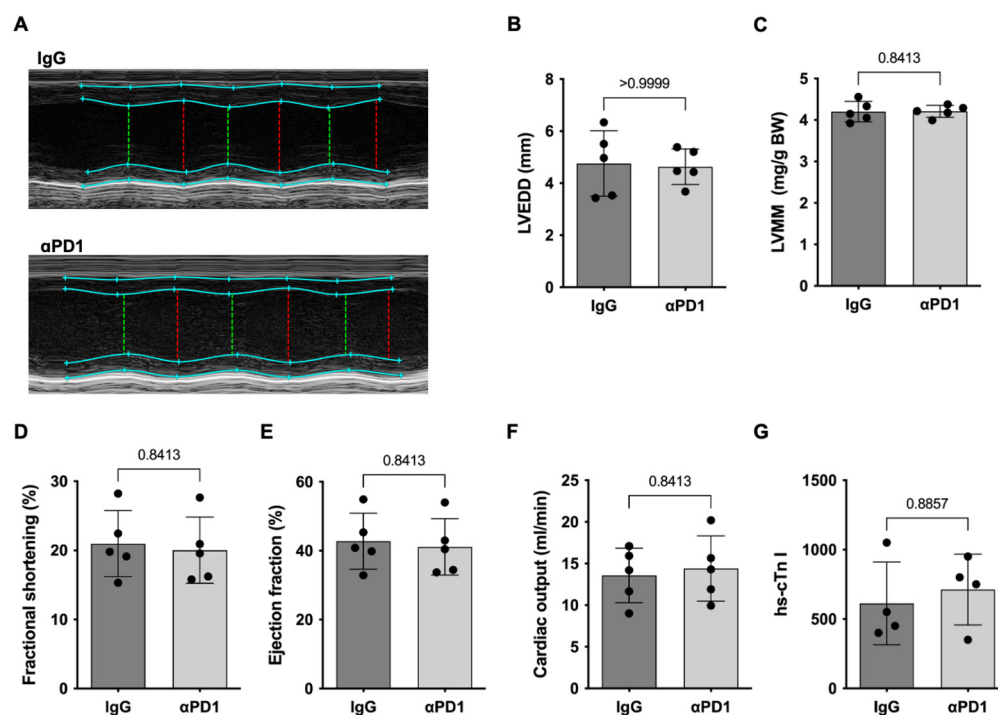 A
IgG
αPD1
B
>0.9999
LVEDD (mm)
8
6
4
2
0
IgG αPD1
C
0.8413
LVMM (mg/g BW)
5
4
3
2
1
0
IgG αPD1
D
0.8413
Fractional shortening (%)
30
20
10
0
IgG αPD1
E
0.8413
Ejection fraction (%)
60
40
20
0
IgG αPD1
F
0.8413
Cardiac output (ml/min)
25
20
15
10
5
0
IgG αPD1
G
0.8857
hs-cTn I
1500
1000
500
0
IgG αPD1